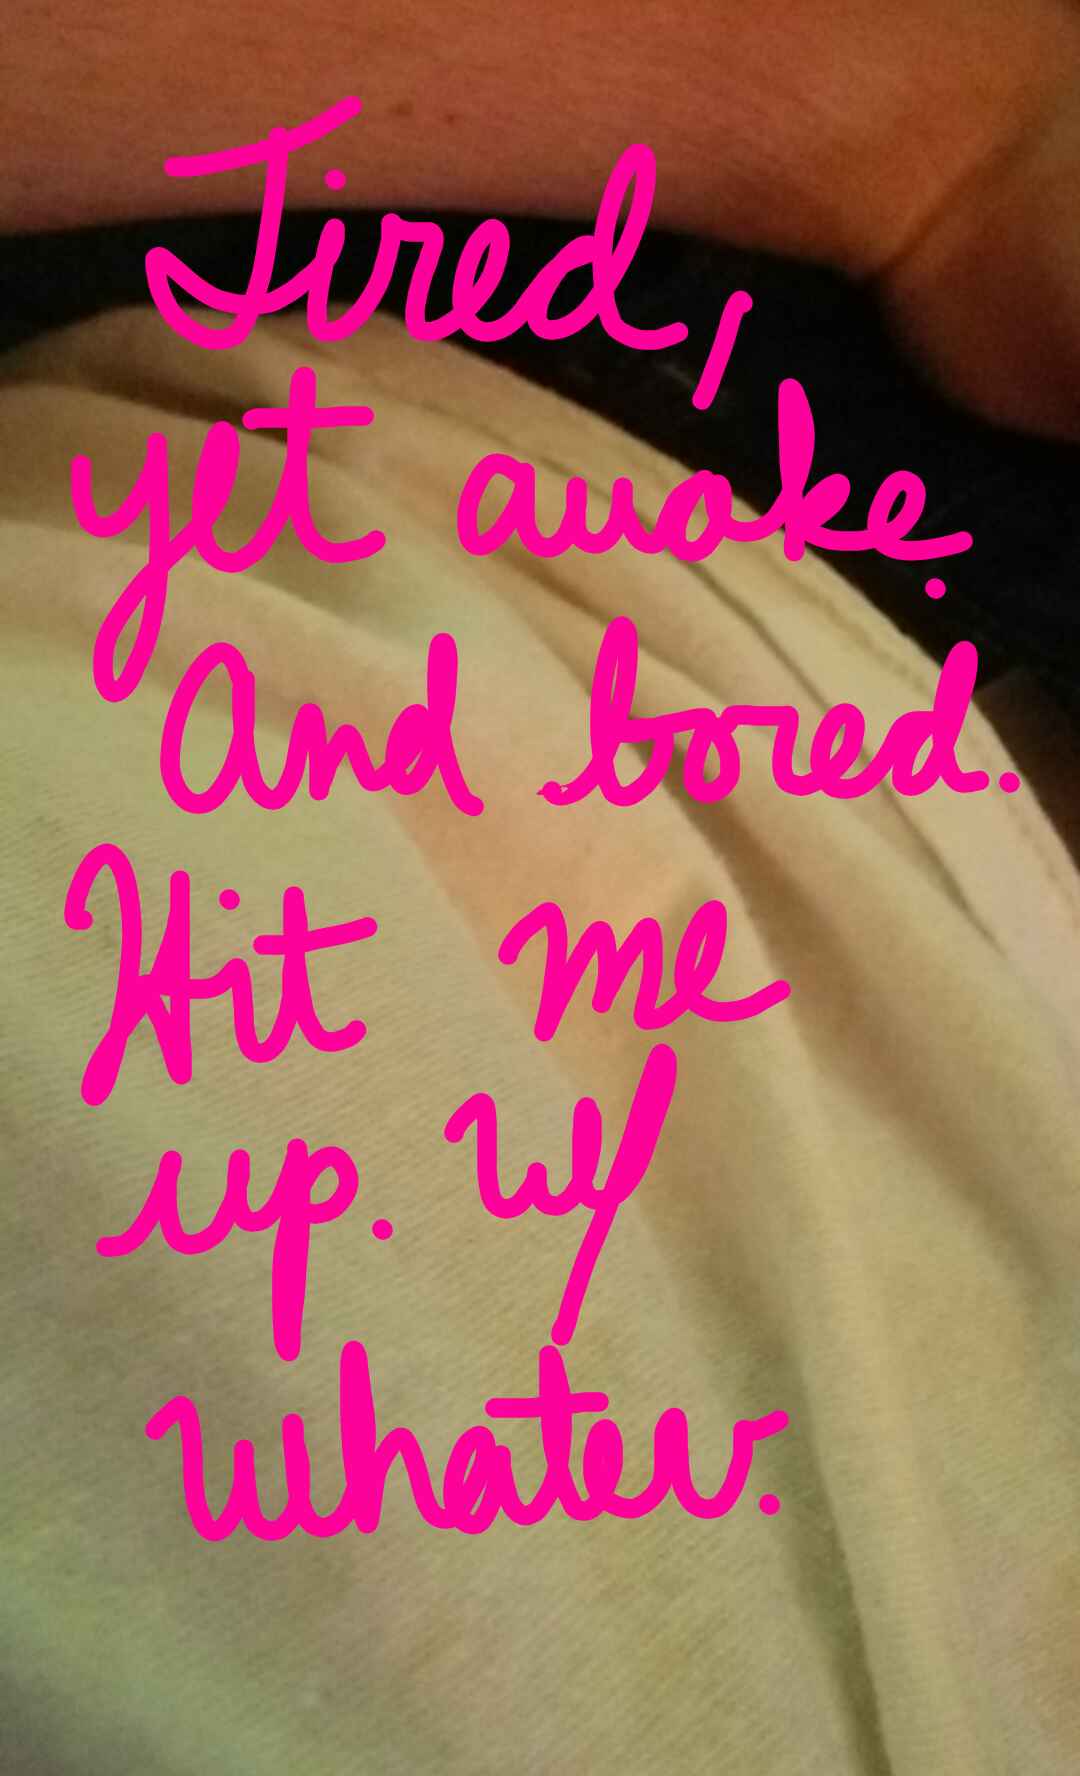 Tired,
yet awake.
And bored.
Hit me
up. W/
whatev.